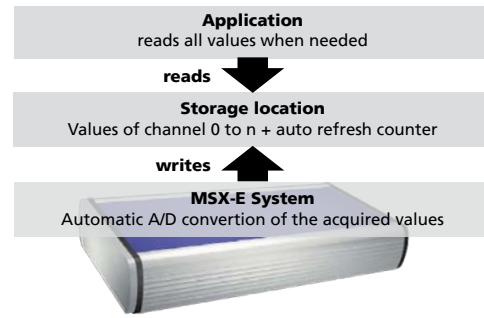 Application
reads all values when needed
reads
Storage location
Values of channel 0 to n + auto refresh counter
writes
MSX-E System
Automatic A/D convertion of the acquired values